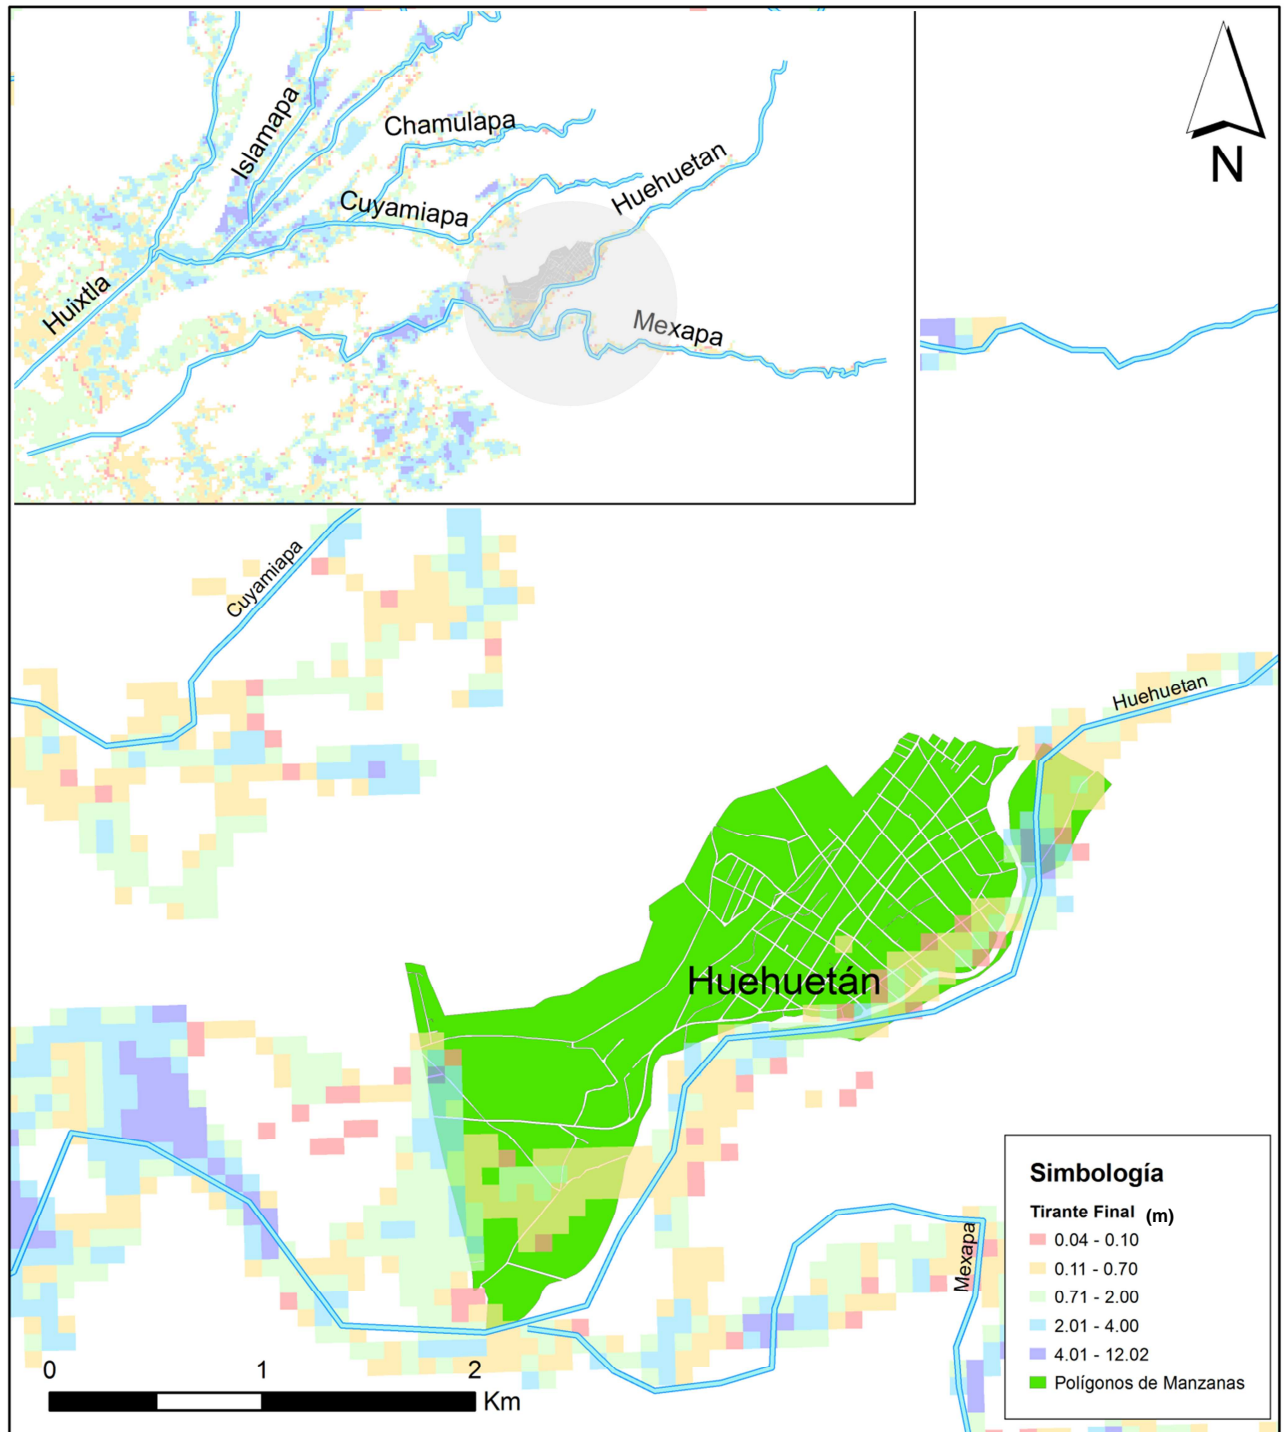 Islamapa
Chamulapa
Huehuetan
Cuyamiapa
Huixtla
Mexapa
N
Cuyamiapa
Huehuetan
Huehuetán
Mexapa
Simbología
Tirante Final (m)
0.04 - 0.10
0.11 - 0.70
0.71 - 2.00
2.01 - 4.00
4.01 - 12.02
Polígonos de Manzanas
0 1 2
Km